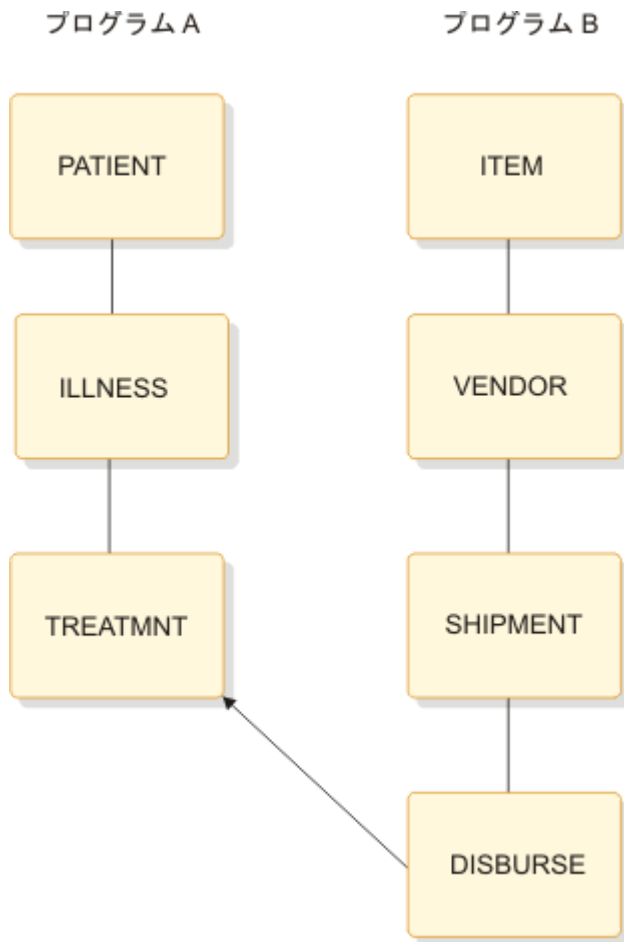 プログラム A
プログラム B
PATIENT
ITEM
ILLNESS
VENDOR
TREATMNT
SHIPMENT
DISBURSE